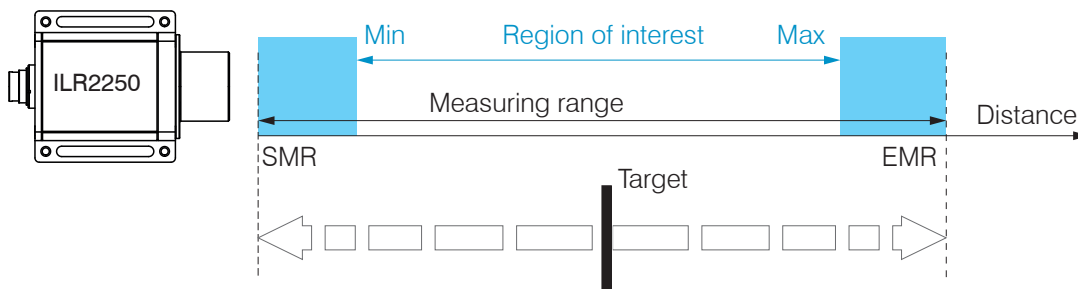 ILR2250
Min Region of interest Max
Measuring range
Distance
SMR EMR
Target